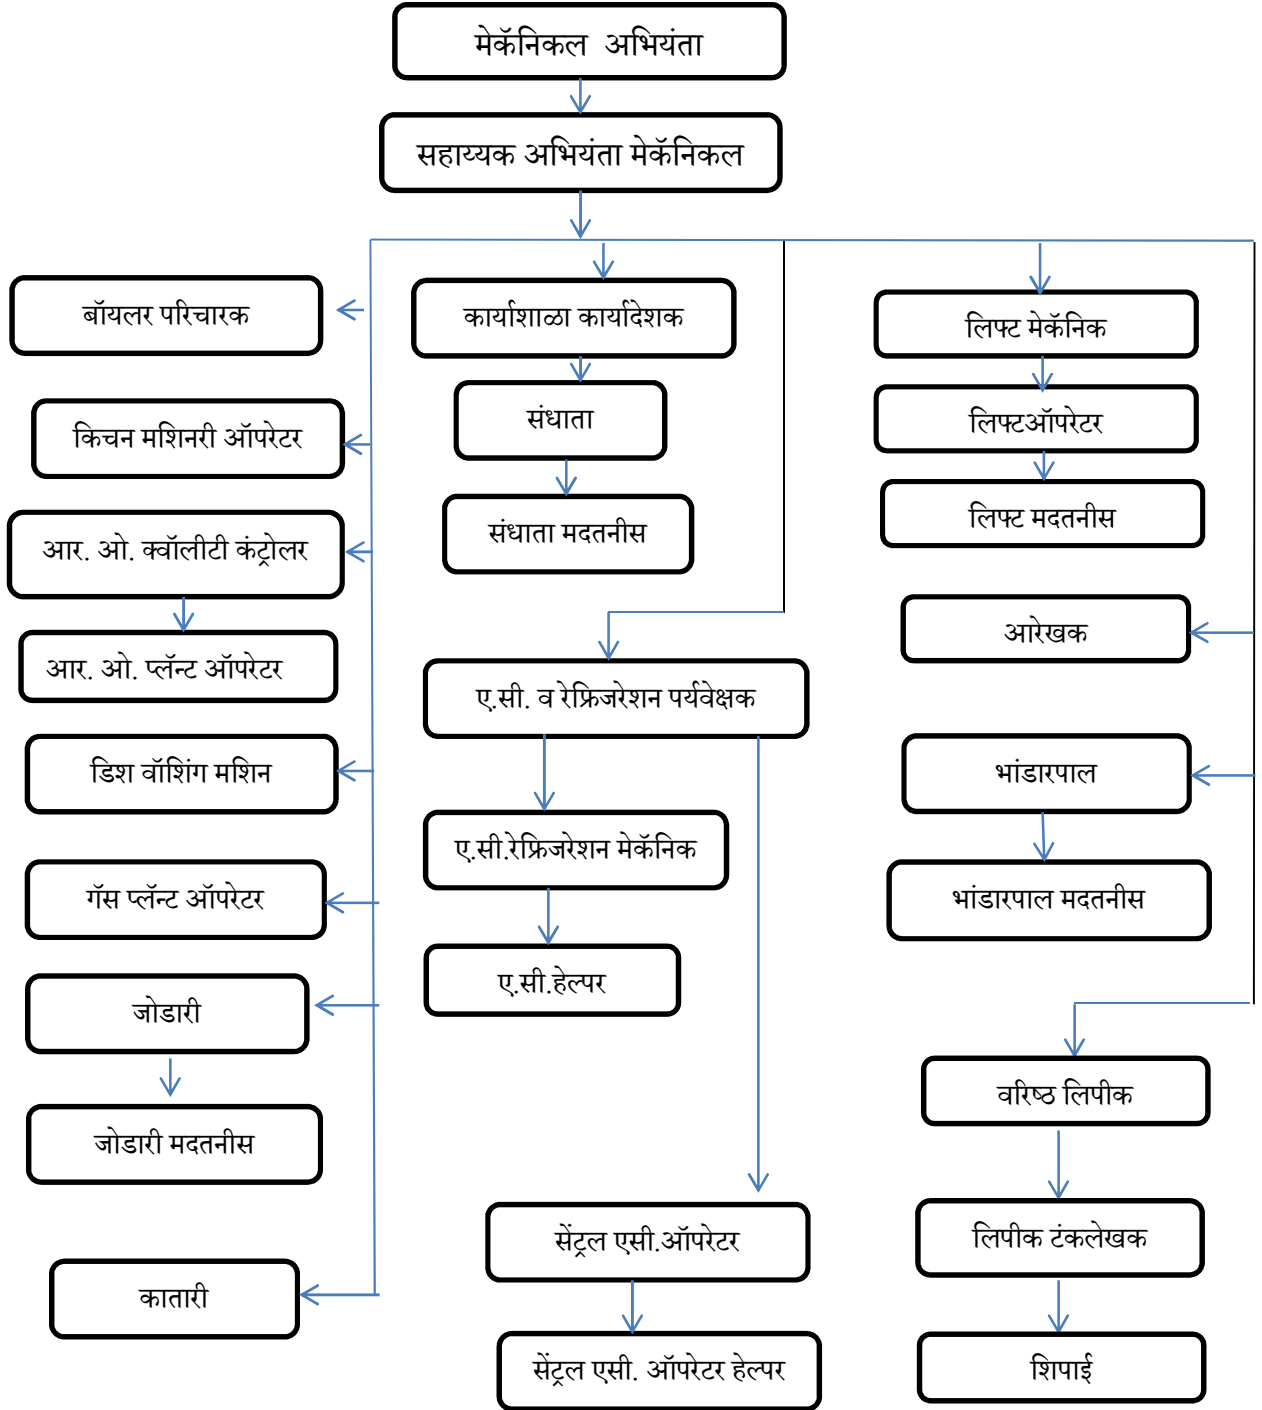 मेकॅनिकल अभियंता
सहाय्यक अभियंता मेकॅनिकल
बॉयलर परिचारक
किचन मशिनरी ऑपरेटर
आर. ओ. क्वॉलीटी कंट्रोलर
आर. ओ. प्लॅन्ट ऑपरेटर
डिश वॉशिंग मशिन
गॅस प्लॅन्ट ऑपरेटर
जोडारी
जोडारी मदतनीस
कातारी
कार्याशाळा कार्यादेशक
संधाता
संधाता मदतनीस
ए.सी. व रेफ्रिजरेशन पर्यवेक्षक
ए.सी.रेफ्रिजरेशन मेकॅनिक
ए.सी.हेल्पर
सेंट्रल एसी.ऑपरेटर
सेंट्रल एसी. ऑपरेटर हेल्पर
लिफ्ट मेकॅनिक
लिफ्टऑपरेटर
लिफ्ट मदतनीस
आरेखक
भांडारपाल
भांडारपाल मदतनीस
वरिष्ठ लिपीक
लिपीक टंकलेखक
शिपाई